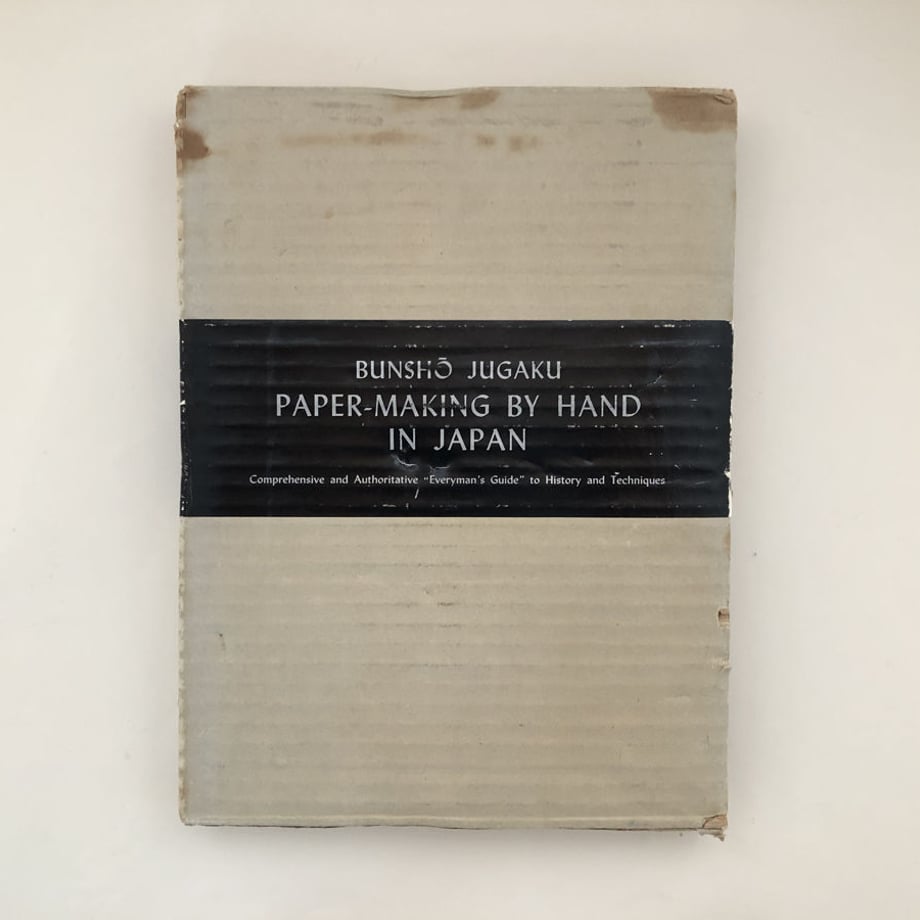 BUNSHŌ JUGAKU
PAPER-MAKING BY HAND
IN JAPAN
Comprehensive and Authoritative "Everyman's Guide" to History and Techniques